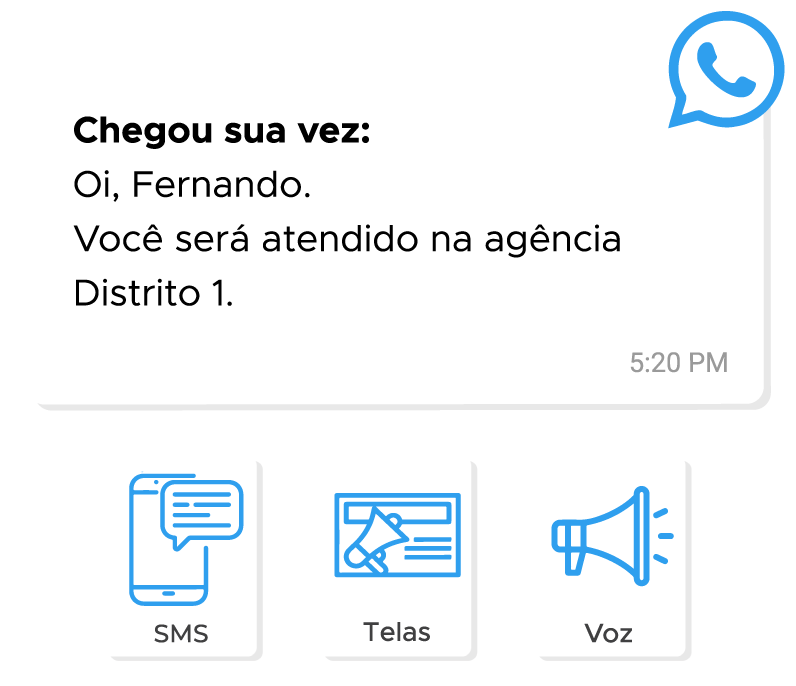 Chegou sua vez:
Oi, Fernando.
Você será atendido na agência
Distrito 1.
5:20 PM
SMS
Telas
Voz